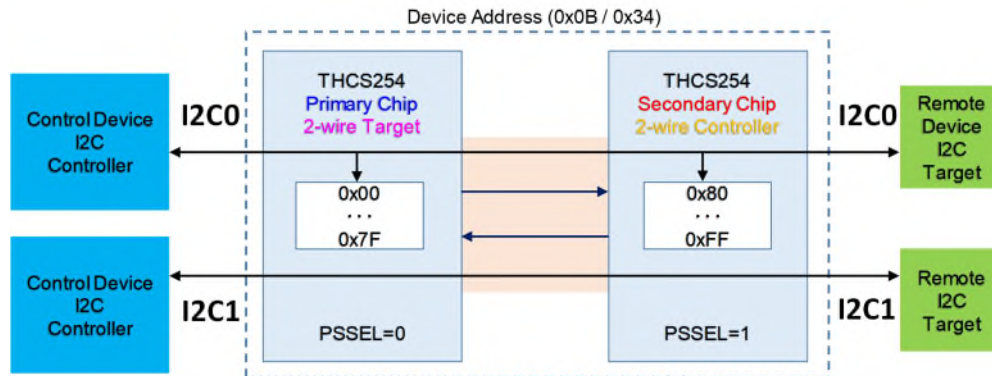 Device Address (0x0B / 0x34)
Control Device
I2C
Controller
I2C0
THCS254
Primary Chip
2-wire Target
0x00
...
0x7F
PSSEL=0
THCS254
Secondary Chip
2-wire Controller
0x80
...
0xFF
PSSEL=1
I2C0
Remote
Device
I2C
Target
Control Device
I2C
Controller
I2C1
I2C1
Remote
I2C
Target